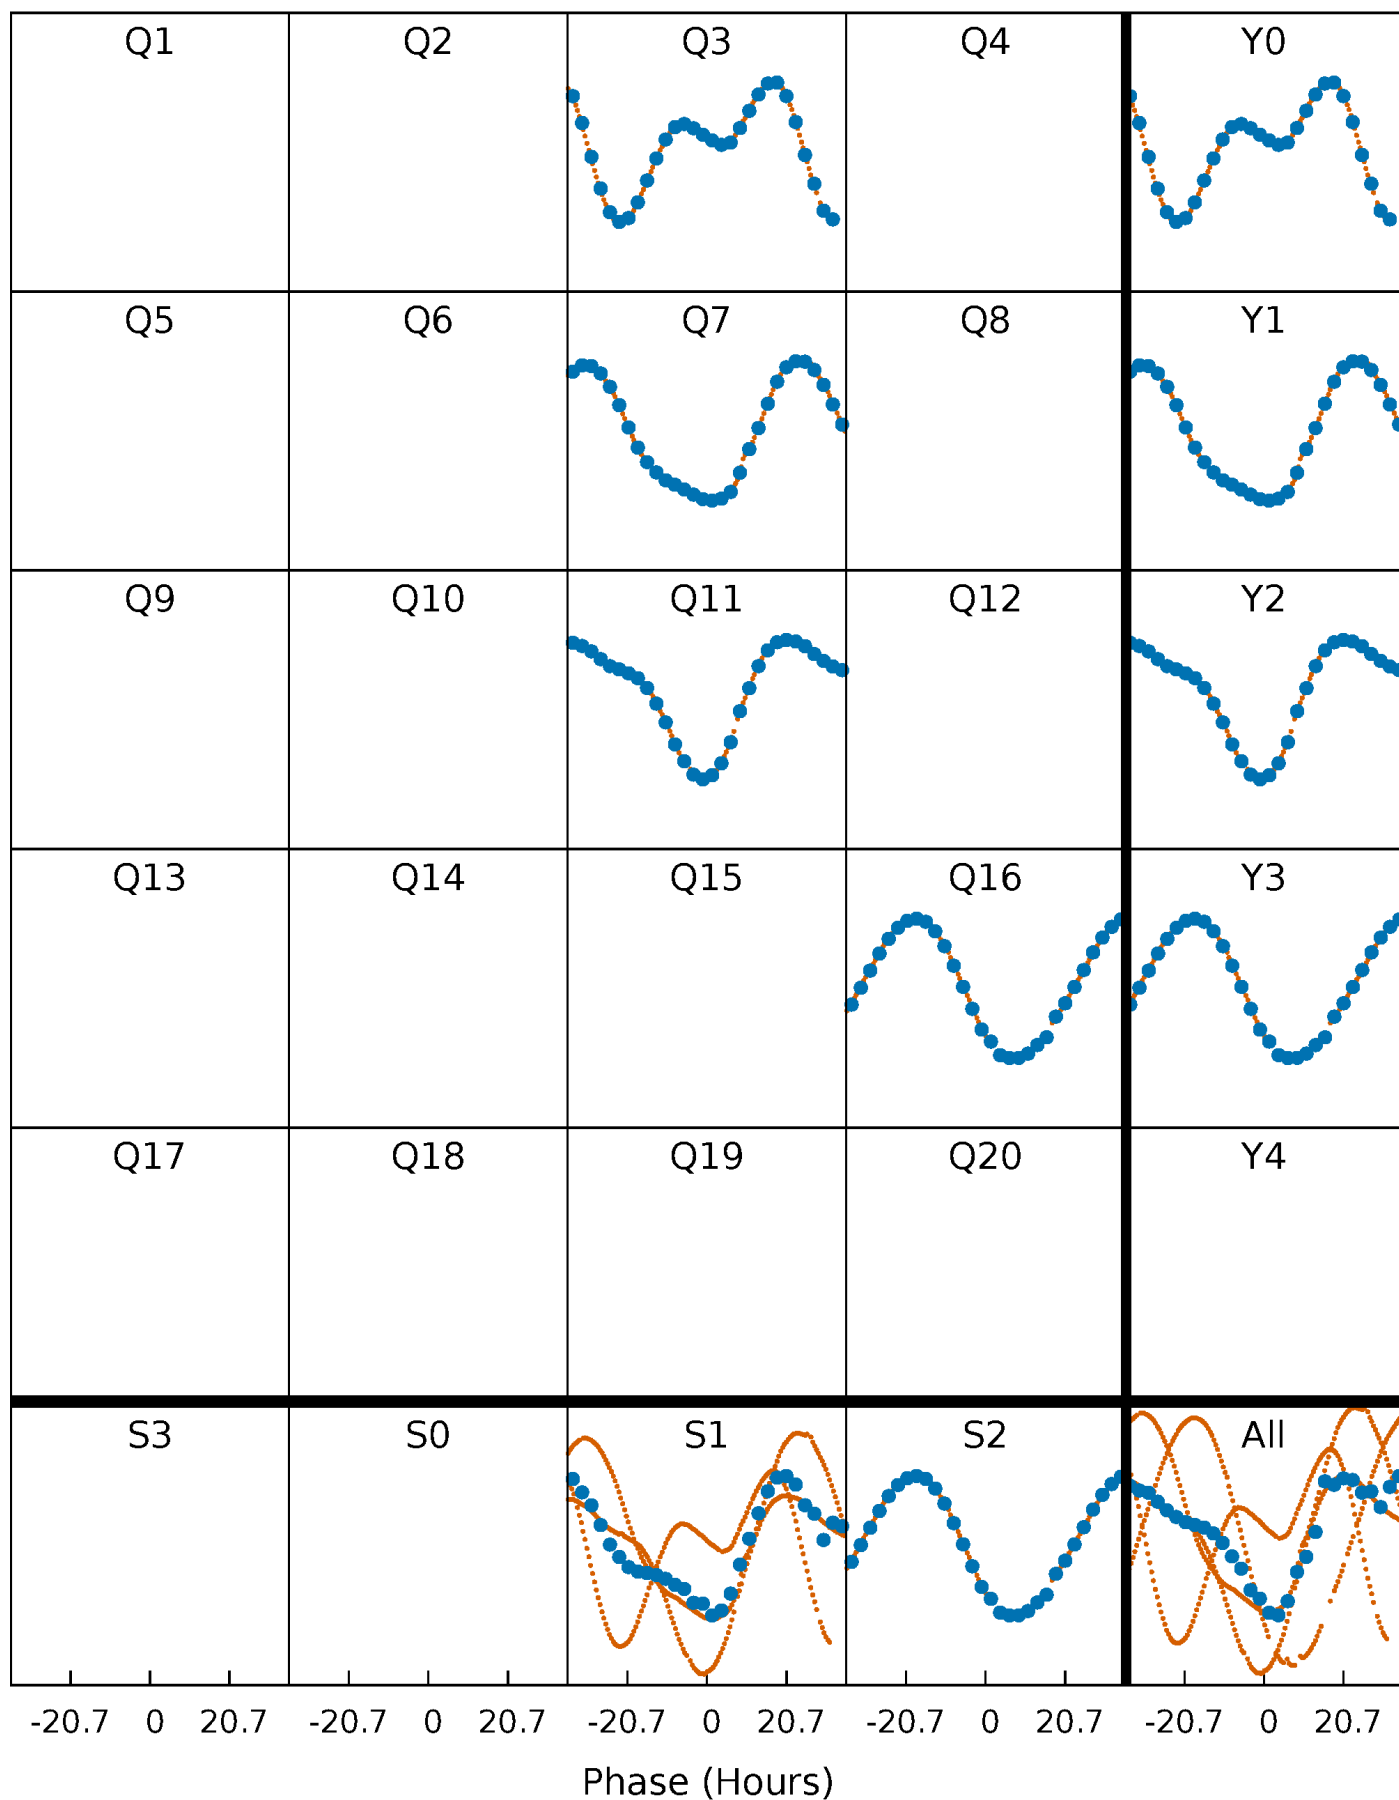 Q1 Q2 Q3 Q4 Y0
Q5 Q6 Q7 Q8 Y1
Q9 Q10 Q11 Q12 Y2
Q13 Q14 Q15 Q16 Y3
Q17 Q18 Q19 Q20 Y4
S3 S0 S1 S2 All
-20.7 0 20.7 -20.7 0 20.7 -20.7 0 20.7 -20.7 0 20.7 -20.7 0 20.7
Phase (Hours)